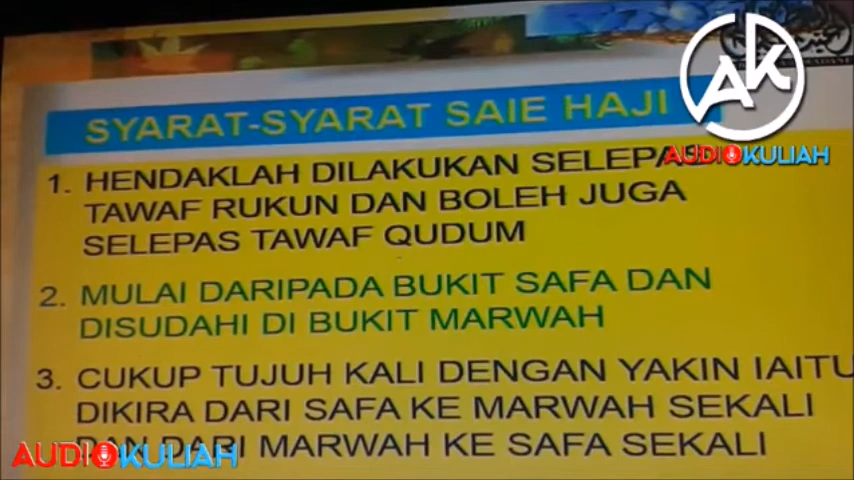 SYARAT-SYARAT SAIE HAJI
AK
AUDIOKULIAH
1. HENDAKLAH DILAKUKAN SELEPAS
TAWAF RUKUN DAN BOLEH JUGA
SELEPAS TAWAF QUDUM
2. MULAI DARIPADA BUKIT SAFA DAN
DISUDAHI DI BUKIT MARWAH
3. CUKUP TUJUH KALI DENGAN YAKIN IAITU
DIKIRA DARI SAFA KE MARWAH SEKALI
DAN DARI MARWAH KE SAFA SEKALI
AUDIOKULIAH